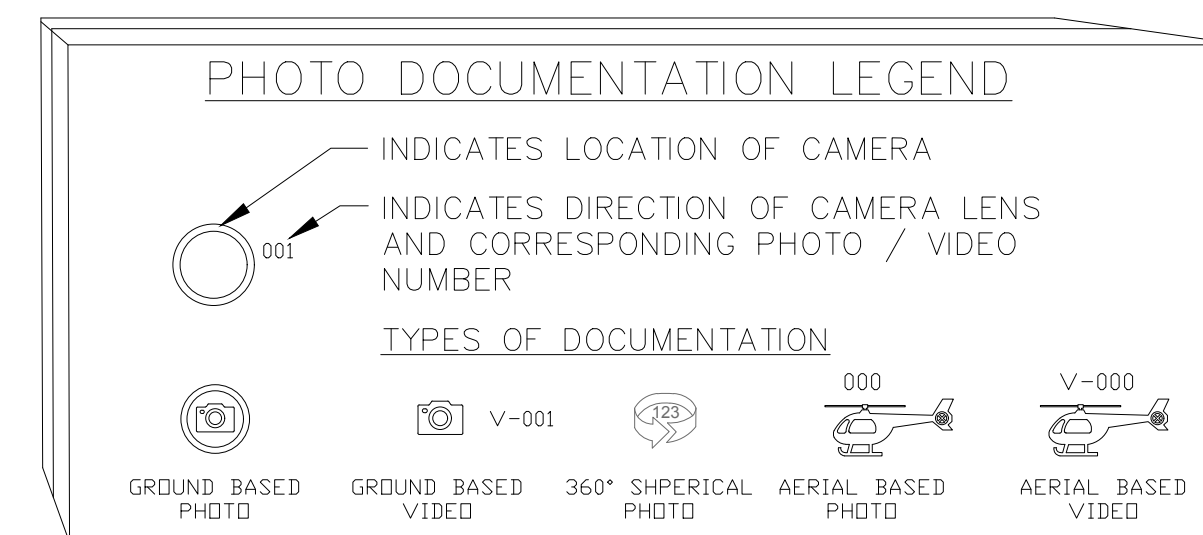 PHOTO DOCUMENTATION LEGEND
INDICATES LOCATION OF CAMERA
001
INDICATES DIRECTION OF CAMERA LENS
AND CORRESPONDING PHOTO / VIDEO
NUMBER
TYPES OF DOCUMENTATION
GROUND BASED
PHOTO
V-001
GROUND BASED
VIDEO
123
360° SHPERICAL
PHOTO
000
AERIAL BASED
PHOTO
V-000
AERIAL BASED
VIDEO